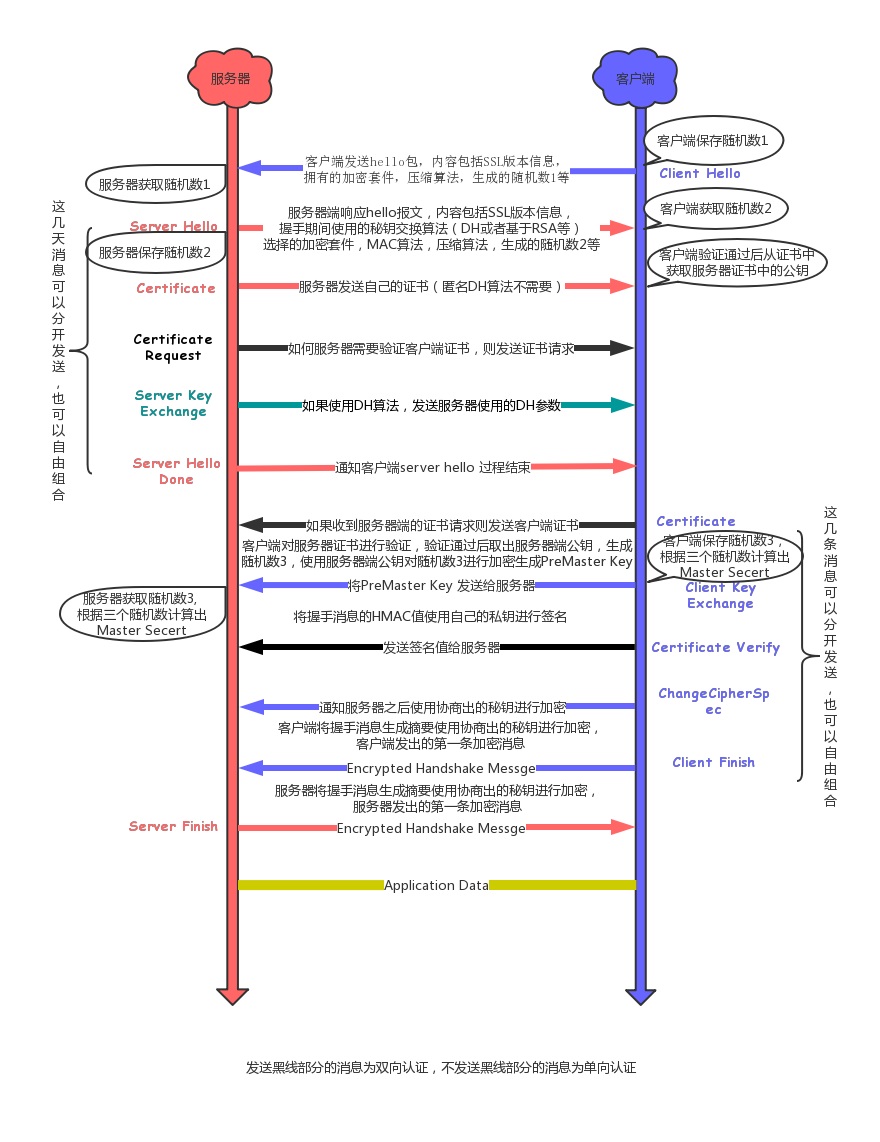 服务器
客户端
客户端保存随机数1
客户端发送hello包，内容包括SSL版本信息，
拥有的加密套件，压缩算法，生成的随机数1等
Client Hello
服务器获取随机数1
客户端获取随机数2
Server Hello
服务器端响应hello报文，内容包括SSL版本信息，
握手期间使用的秘钥交换算法（DH或者基于RSA等）
选择的加密套件，MAC算法，压缩算法，生成的随机数2等
服务器保存随机数2
客户端验证通过后从证书中
获取服务器证书中的公钥
Certificate
服务器发送自己的证书（匿名DH算法不需要）
Certificate
Request
如何服务器需要验证客户端证书，则发送证书请求
Server Key
Exchange
如果使用DH算法，发送服务器使用的DH参数
Server Hello
Done
通知客户端server hello 过程结束
这几天消息可以分开发送，也可以自由组合
如果收到服务器端的证书请求则发送客户端证书
Certificate
客户端对服务器证书进行验证，验证通过后取出服务器端公钥，生成
随机数3，使用服务器端公钥对随机数3进行加密生成PreMaster Key
客户端保存随机数3，
根据三个随机数计算出
Master Secert
将PreMaster Key 发送给服务器
Client Key
Exchange
服务器获取随机数3,
根据三个随机数计算出
Master Secert
将握手消息的HMAC值使用自己的私钥进行签名
发送签名值给服务器
Certificate Verify
通知服务器之后使用协商出的秘钥进行加密
ChangeCipherSp
ec
客户端将握手消息生成摘要使用协商出的秘钥进行加密，
客户端发出的第一条加密消息
Encrypted Handshake Messge
Client Finish
这几条消息可以分开发送，也可以自由组合
服务器将握手消息生成摘要使用协商出的秘钥进行加密，
服务器发出的第一条加密消息
Server Finish
Encrypted Handshake Messge
Application Data
发送黑线部分的消息为双向认证，不发送黑线部分的消息为单向认证